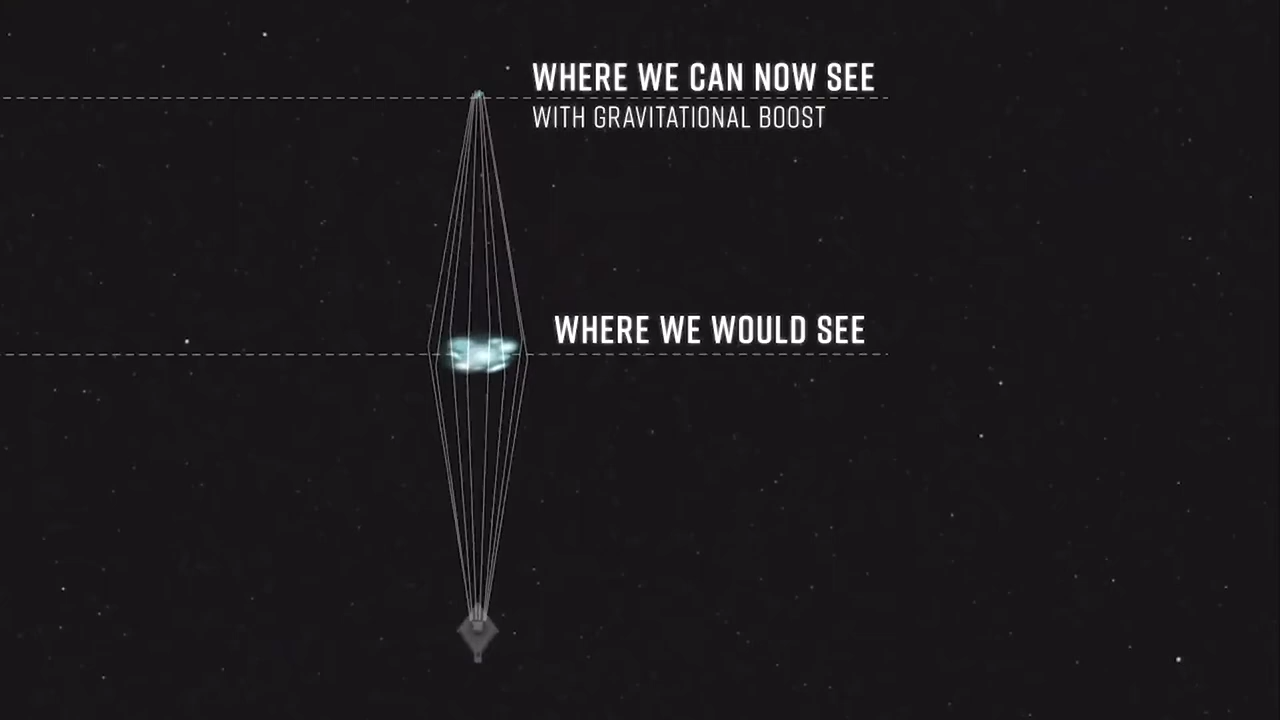 WHERE WE CAN NOW SEE
WITH GRAVITATIONAL BOOST
WHERE WE WOULD SEE